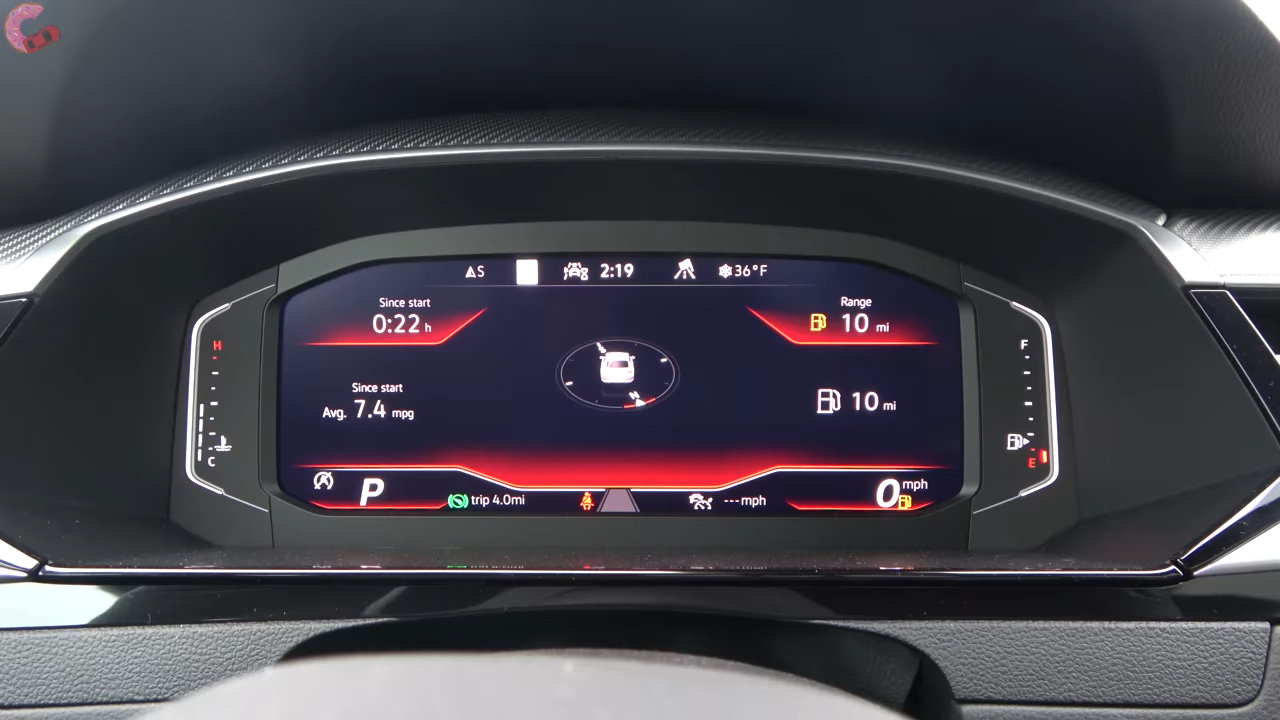 S
2:19
36°F
Since start
0:22 h
Range
10 mi
H
F
Since start
Avg. 7.4 mpg
10 mi
C
E
P
trip 4.0mi
---mph
0 mph